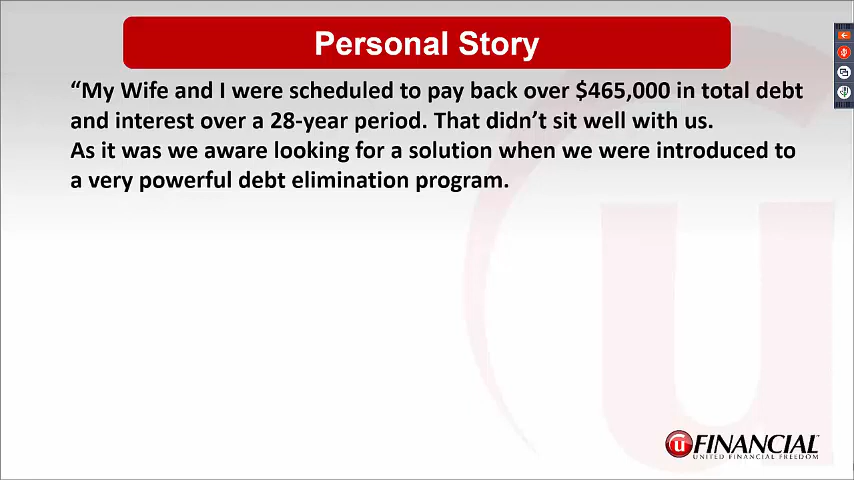 Personal Story
“My Wife and I were scheduled to pay back over $465,000 in total debt
and interest over a 28-year period. That didn’t sit well with us.
As it was we aware looking for a solution when we were introduced to
a very powerful debt elimination program.
u FINANCIAL™
UNITED FINANCIAL FREEDOM